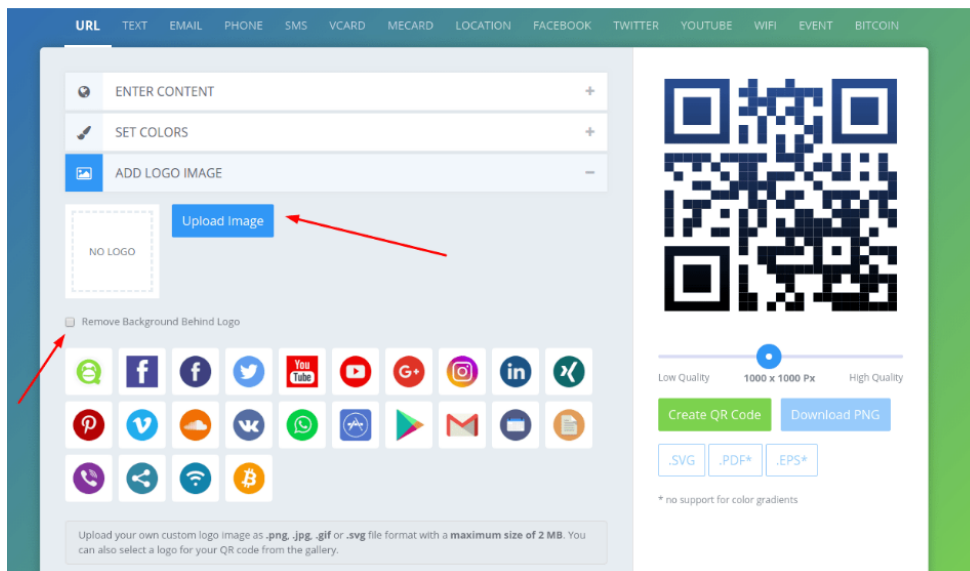 URL TEXT EMAIL PHONE SMS VCARD MECARD LOCATION FACEBOOK TWITTER YOUTUBE WIFI EVENT BITCOIN
ENTER CONTENT
SET COLORS
ADD LOGO IMAGE
NO LOGO
Upload Image
Remove Background Behind Logo
You
Tube
G+
in
Upload your own custom logo image as .png, .jpg, .gif or .svg file format with a maximum size of 2 MB. You
can also select a logo for your QR code from the gallery.
Low Quality 1000 x 1000 Px High Quality
Create QR Code Download PNG
.SVG .PDF* .EPS*
* no support for color gradients